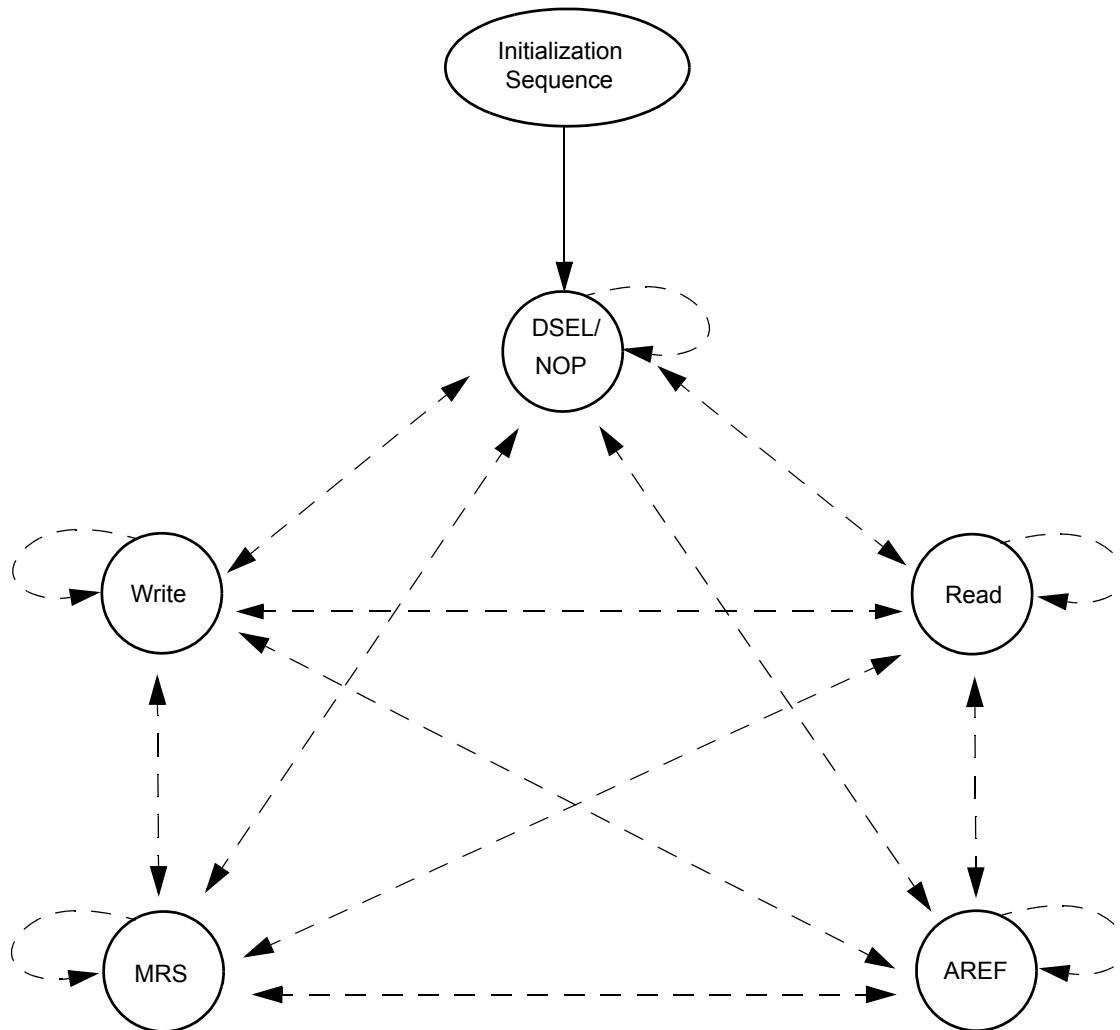 Initialization
Sequence
DSEL/
NOP
Write
Read
MRS
AREF